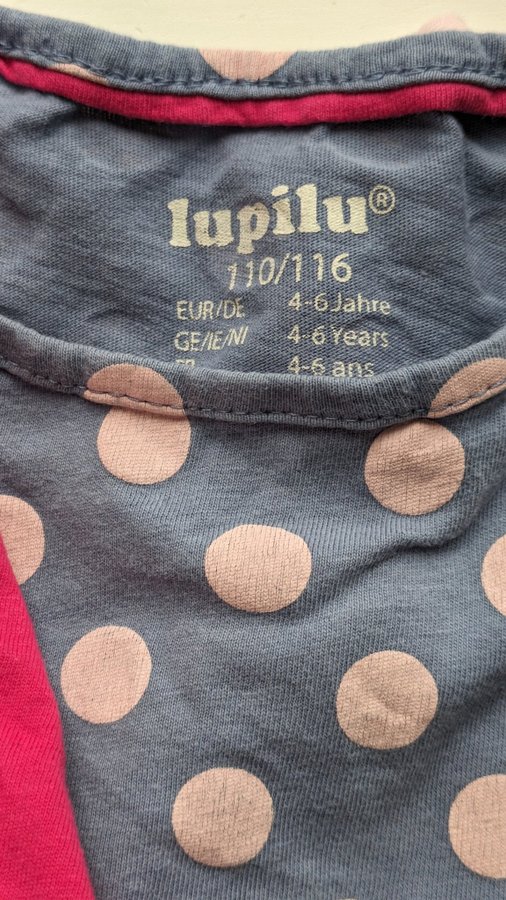 lupilu®
110/116
EUR/DE 4-6 Jahre
GE/IE/NI 4-6 Years
4-6 ans